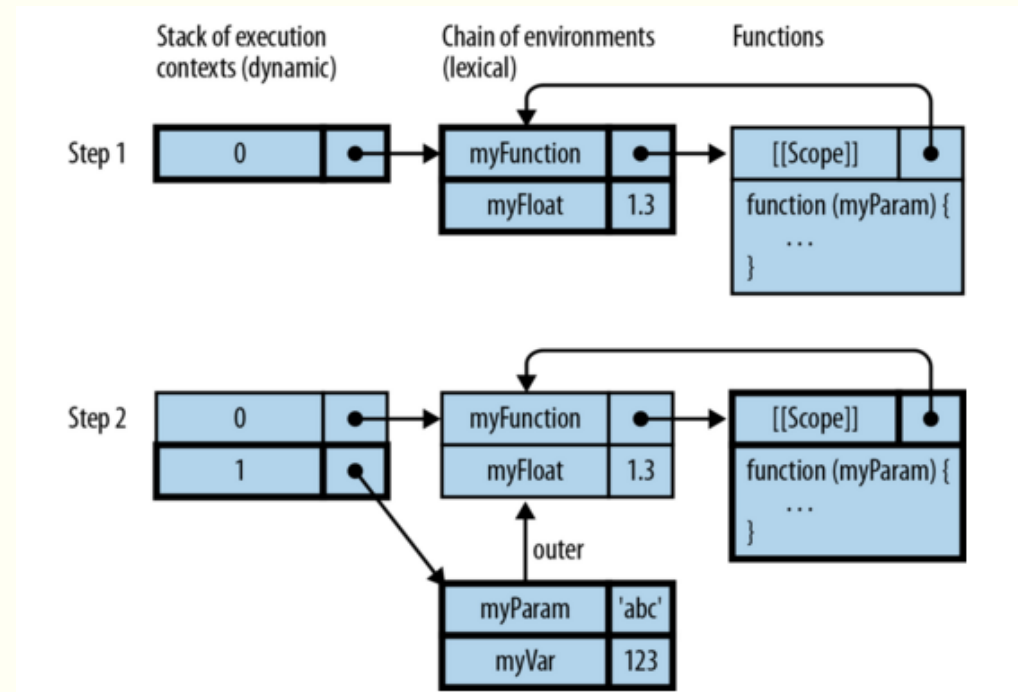 Stack of execution
contexts (dynamic)
Chain of environments
(lexical)
Functions
Step 1
0
myFunction
myFloat 1.3
[[Scope]]
function (myParam) {
...
}
Step 2
0
1
myFunction
myFloat 1.3
[[Scope]]
function (myParam) {
...
}
outer
myParam 'abc'
myVar 123